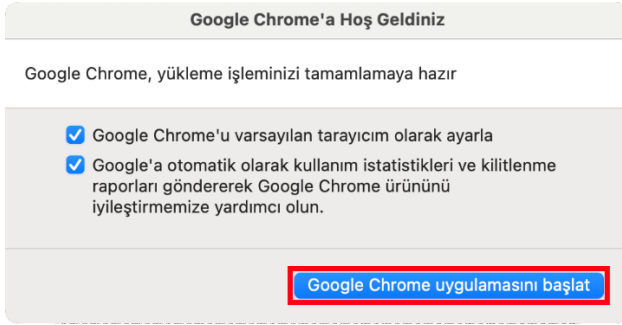 Google Chrome'a Hoş Geldiniz
Google Chrome, yükleme işleminizi tamamlamaya hazır
Google Chrome'u varsayılan tarayıcım olarak ayarla
Google'a otomatik olarak kullanım istatistikleri ve kilitlenme
raporları göndererek Google Chrome ürününü
iyileştirmemize yardımcı olun.
Google Chrome uygulamasını başlat